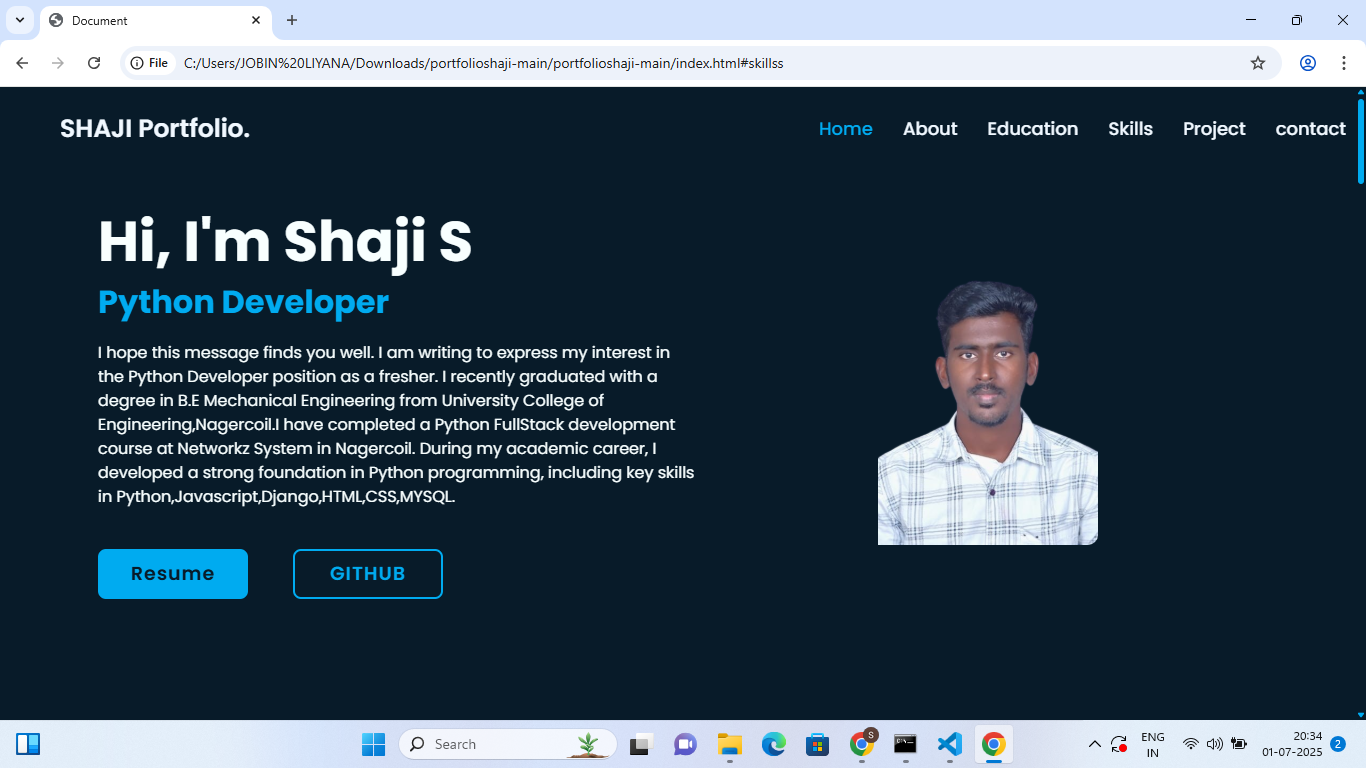 Document
File
C:/Users/JOBIN%20LIYANA/Downloads/portfolioshaji-main/portfolioshaji-main/index.html#skillss
SHAJI Portfolio.
Home About Education Skills Project contact
Hi, I'm Shaji S
Python Developer
I hope this message finds you well. I am writing to express my interest in
the Python Developer position as a fresher. I recently graduated with a
degree in B.E Mechanical Engineering from University College of
Engineering,Nagercoil.I have completed a Python FullStack development
course at Networkz System in Nagercoil. During my academic career, I
developed a strong foundation in Python programming, including key skills
in Python,Javascript,Django,HTML,CSS,MYSQL.
Resume GITHUB
Search
S
ENG
IN
20:34
01-07-2025
2